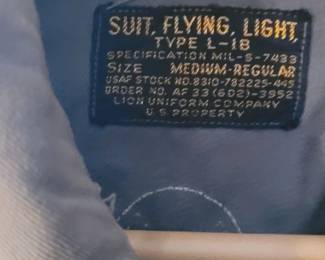 SUIT, FLYING, LIGHT
TYPE L-1B
SPECIFICATION MIL-S-7433
SIZE MEDIUM-REGULAR
USAF STOCK NO. 8310-782225-445
ORDER NO. AF 33 (602)-3952
LION UNIFORM COMPANY
U.S. PROPERTY